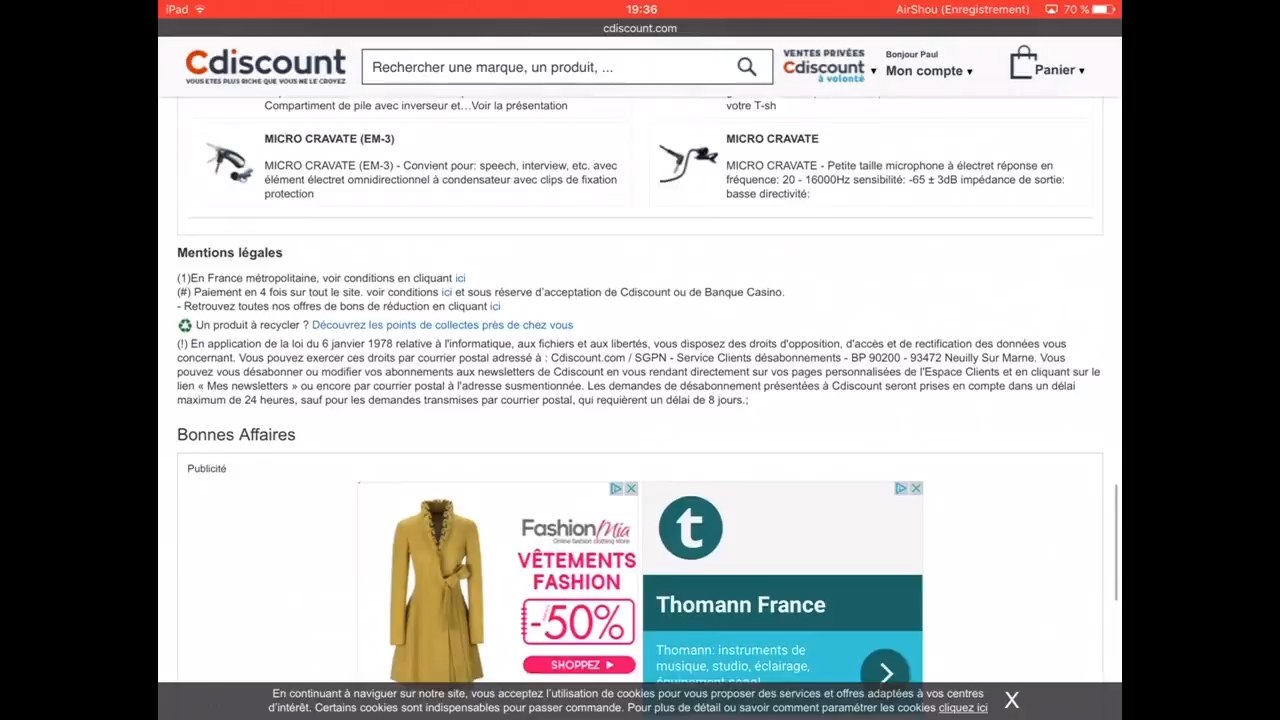 iPad
19:36
AirShou (Enregistrement)
70 %
cdiscount.com
Cdiscount
VOUS ETES PLUS RICHE QUE VOUS NE LE CROYEZ
Rechercher une marque, un produit, ...
VENTES PRIVÉES
Cdiscount
à volonté
Bonjour Paul
Mon compte
Panier
Compartiment de pile avec inverseur et…Voir la présentation
votre T-sh
MICRO CRAVATE (EM-3)
MICRO CRAVATE (EM-3) - Convient pour: speech, interview, etc. avec
élément électret omnidirectionnel à condensateur avec clips de fixation
protection
MICRO CRAVATE
MICRO CRAVATE - Petite taille microphone à électret réponse en
fréquence: 20 - 16000Hz sensibilité: -65 ± 3dB impédance de sortie:
basse directivité:
Mentions légales
(1)En France métropolitaine, voir conditions en cliquant ici
(#) Paiement en 4 fois sur tout le site. voir conditions ici et sous réserve d’acceptation de Cdiscount ou de Banque Casino.
- Retrouvez toutes nos offres de bons de réduction en cliquant ici
Un produit à recycler ? Découvrez les points de collectes près de chez vous
(!) En application de la loi du 6 janvier 1978 relative à l'informatique, aux fichiers et aux libertés, vous disposez des droits d'opposition, d'accès et de rectification des données vous
concernant. Vous pouvez exercer ces droits par courrier postal adressé à : Cdiscount.com / SGPN - Service Clients désabonnements - BP 90200 - 93472 Neuilly Sur Marne. Vous
pouvez vous désabonner ou modifier vos abonnements aux newsletters de Cdiscount en vous rendant directement sur vos pages personnalisées de l'Espace Clients et en cliquant sur le
lien « Mes newsletters » ou encore par courrier postal à l'adresse susmentionnée. Les demandes de désabonnement présentées à Cdiscount seront prises en compte dans un délai
maximum de 24 heures, sauf pour les demandes transmises par courrier postal, qui requièrent un délai de 8 jours.;
Bonnes Affaires
Publicité
FashionMia
Online fashion clothing store
VÊTEMENTS
FASHION
-50%
SHOPPEZ
t
Thomann France
Thomann: instruments de
musique, studio, éclairage,
En continuant à naviguer sur notre site, vous acceptez l’utilisation de cookies pour vous proposer des services et offres adaptées à vos centres
d’intérêt. Certains cookies sont indispensables pour passer commande. Pour plus de détail ou savoir comment paramétrer les cookies cliquez ici
X